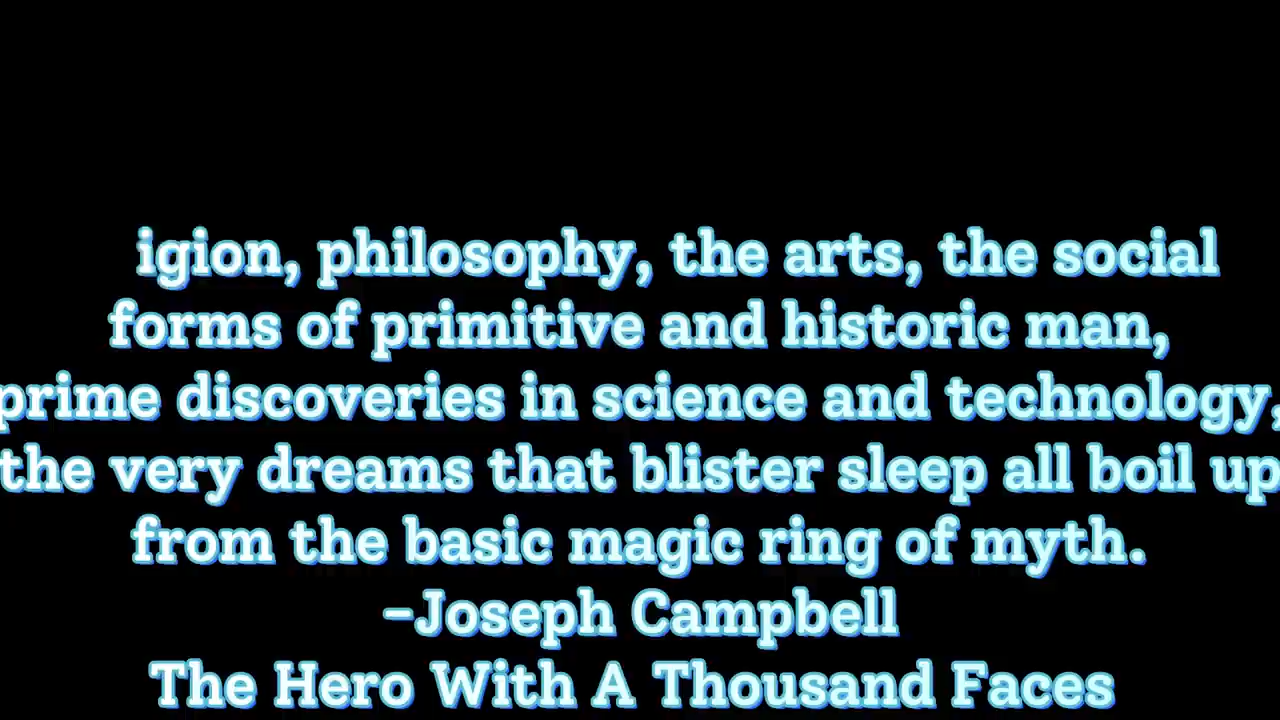 igion, philosophy, the arts, the social
forms of primitive and historic man,
prime discoveries in science and technology,
the very dreams that blister sleep all boil up
from the basic magic ring of myth.
-Joseph Campbell
The Hero With A Thousand Faces